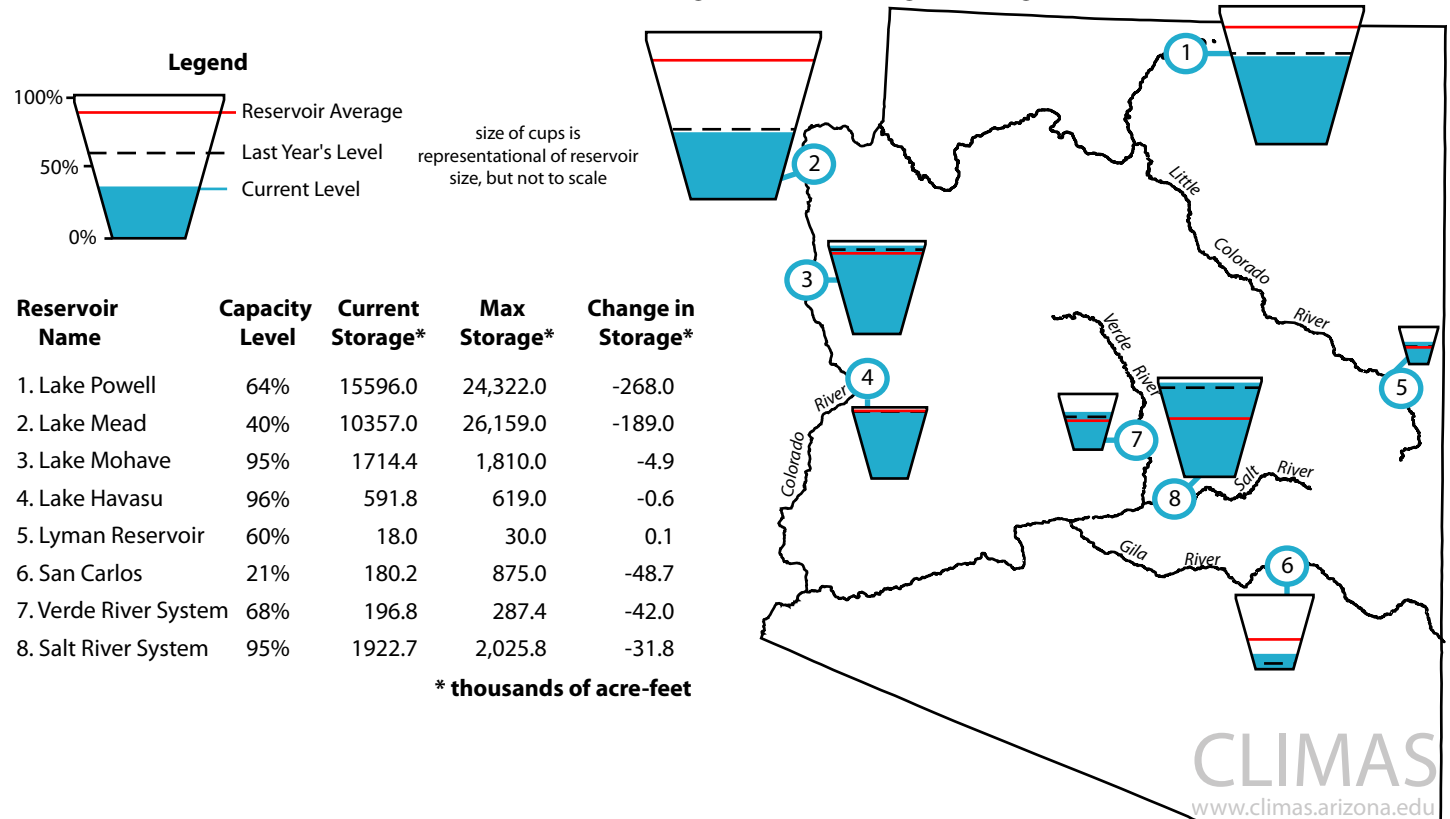 Legend
100%
50%
0%
Reservoir Average
Last Year's Level
Current Level
size of cups is
representational of reservoir
size, but not to scale
Reservoir Name Capacity Level Current Storage* Max Storage* Change in Storage*
1. Lake Powell 64% 15596.0 24,322.0 -268.0
2. Lake Mead 40% 10357.0 26,159.0 -189.0
3. Lake Mohave 95% 1714.4 1,810.0 -4.9
4. Lake Havasu 96% 591.8 619.0 -0.6
5. Lyman Reservoir 60% 18.0 30.0 0.1
6. San Carlos 21% 180.2 875.0 -48.7
7. Verde River System 68% 196.8 287.4 -42.0
8. Salt River System 95% 1922.7 2,025.8 -31.8
* thousands of acre-feet
1
2
3
4
5
6
7
8
Little
Colorado
River
Verde
River
Colorado
River
Salt
River
Gila
River
CLIMAS
www.climas.arizona.edu